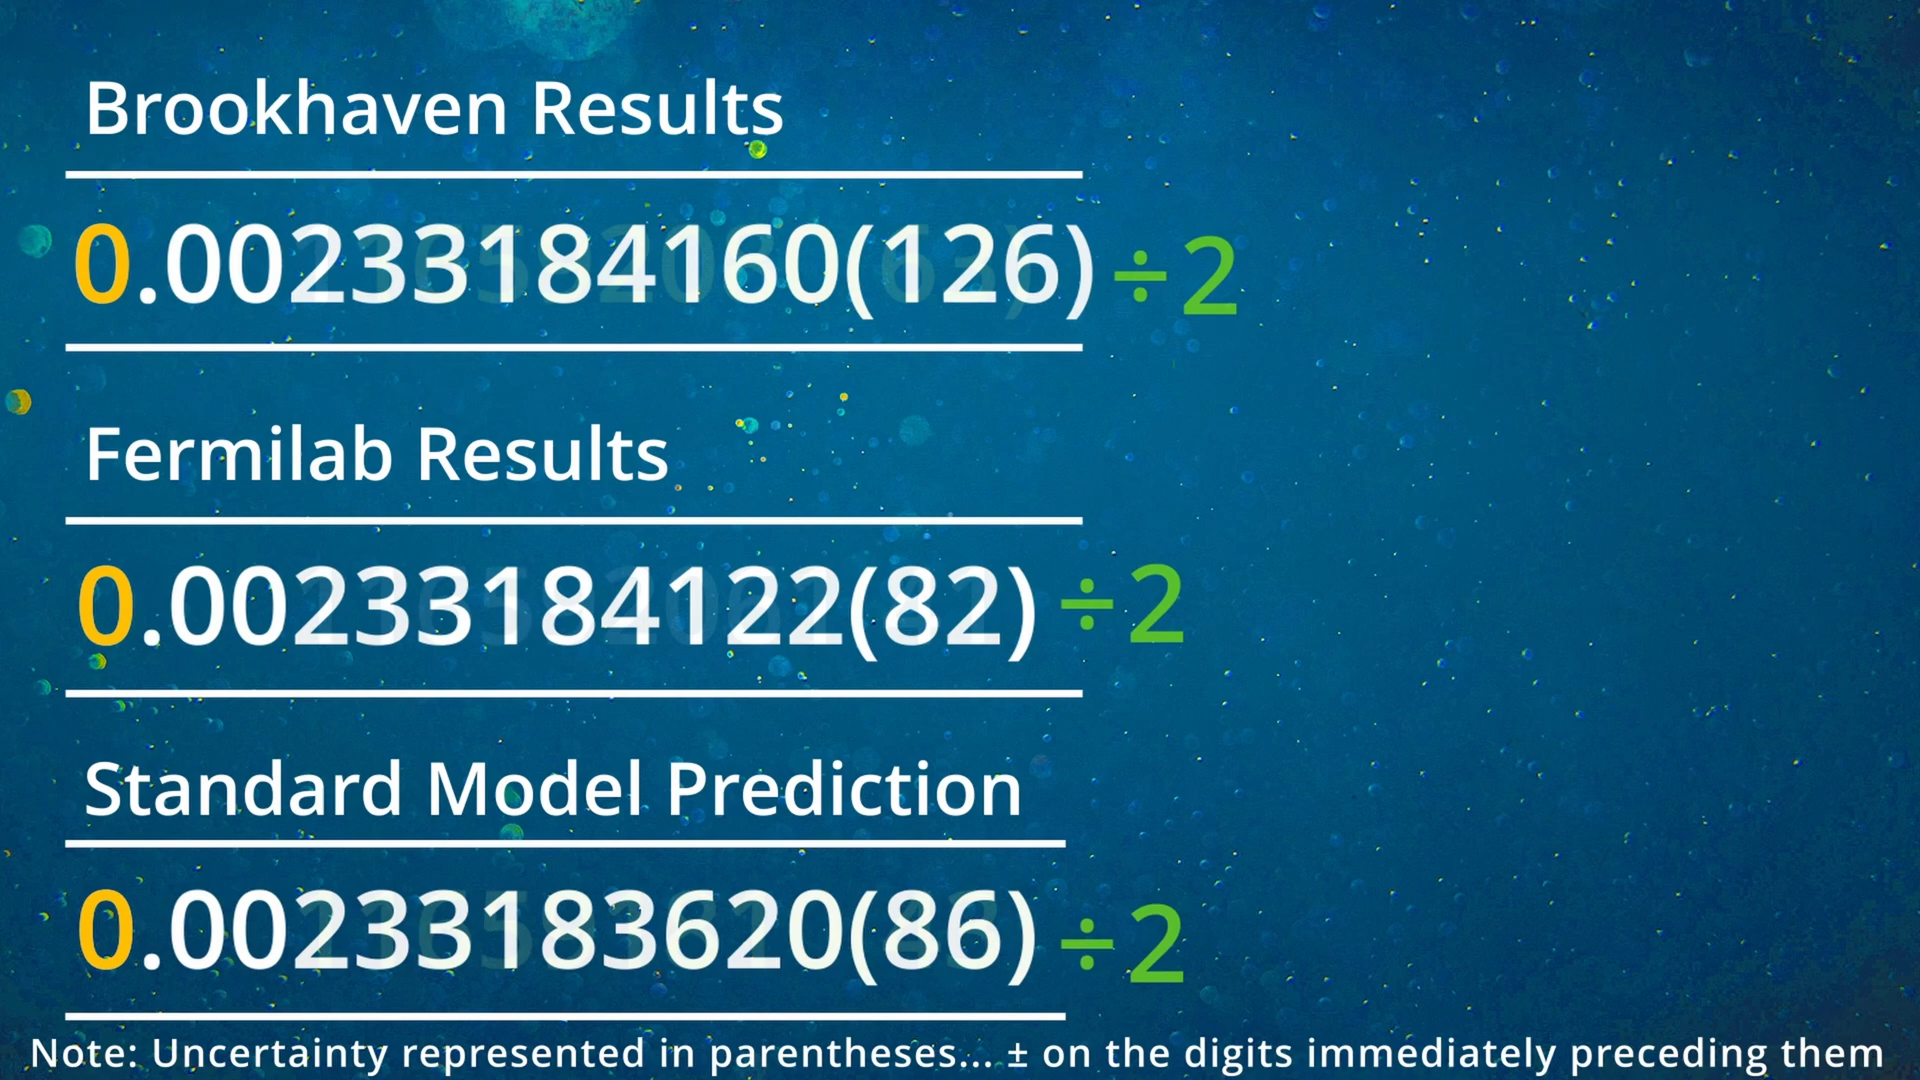 Brookhaven Results
0.00233184160(126) ÷2
Fermilab Results
0.00233184122(82) ÷2
Standard Model Prediction
0.00233183620(86) ÷2
Note: Uncertainty represented in parentheses... ± on the digits immediately preceding them